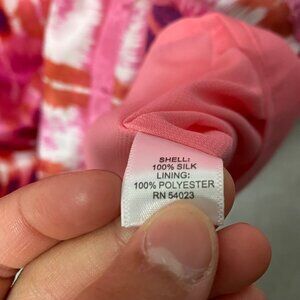 SHELL:
100% SILK
LINING:
100% POLYESTER
RN 54023